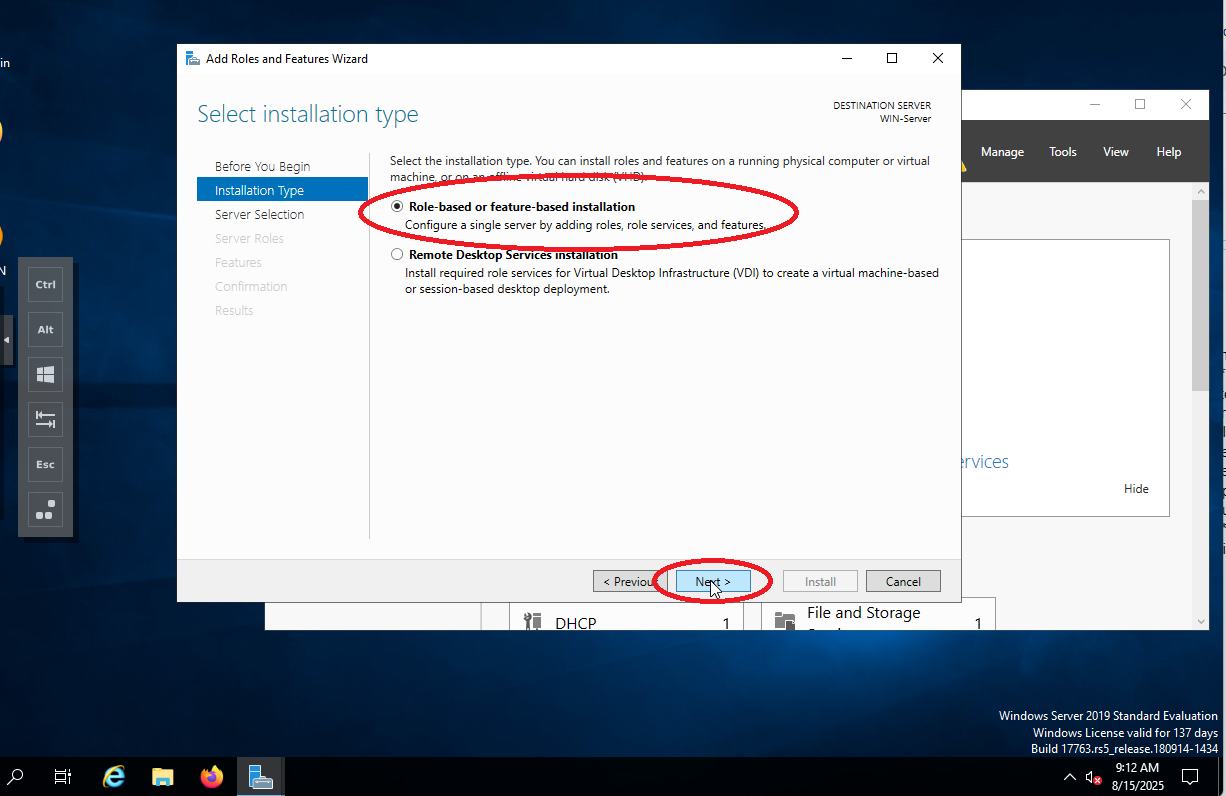 in
Add Roles and Features Wizard
Select installation type
DESTINATION SERVER
WIN-Server
Before You Begin
Installation Type
Server Selection
Server Roles
Features
Confirmation
Results
Select the installation type. You can install roles and features on a running physical computer or virtual
machine, or on an offline virtual hard disk (VHD).
Role-based or feature-based installation
Configure a single server by adding roles, role services, and features.
Remote Desktop Services installation
Install required role services for Virtual Desktop Infrastructure (VDI) to create a virtual machine-based
or session-based desktop deployment.
< Previous
Next >
Install
Cancel
Manage
Tools
View
Help
ervices
Hide
N
Ctrl
Alt
Esc
DHCP
1
File and Storage
1
Windows Server 2019 Standard Evaluation
Windows License valid for 137 days
Build 17763.rs5_release.180914-1434
9:12 AM
8/15/2025